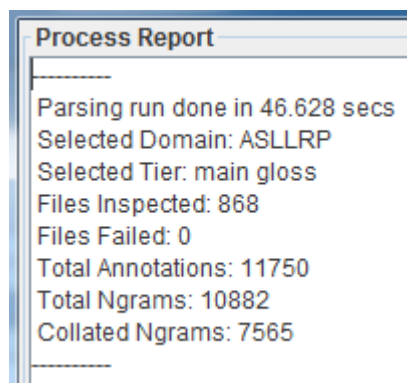 Process Report
----------
Parsing run done in 46.628 secs
Selected Domain: ASLLRP
Selected Tier: main gloss
Files Inspected: 868
Files Failed: 0
Total Annotations: 11750
Total Ngrams: 10882
Collated Ngrams: 7565
----------